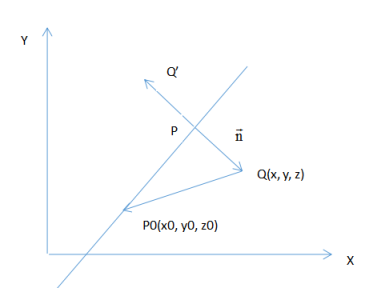 Y
Q’
P
n⃗
Q(x, y, z)
P0(x0, y0, z0)
X